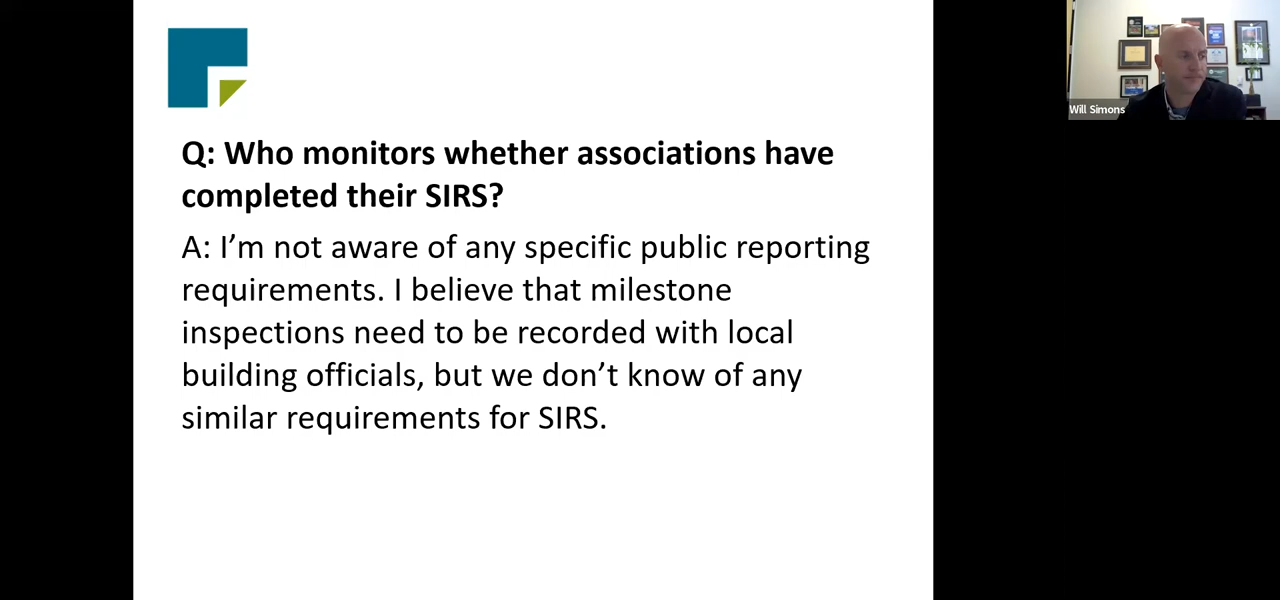 Q: Who monitors whether associations have
completed their SIRS?
A: I’m not aware of any specific public reporting
requirements. I believe that milestone
inspections need to be recorded with local
building officials, but we don’t know of any
similar requirements for SIRS.
Will Simons